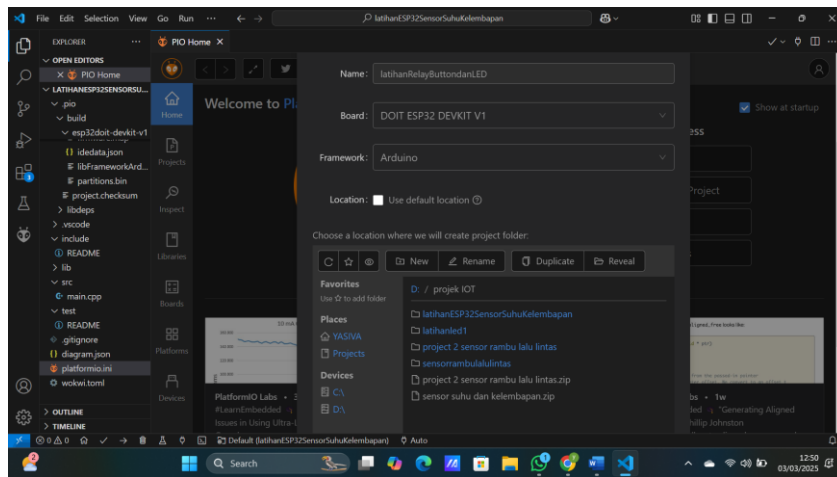 File Edit Selection View Go Run ... latihanESP32SensorSuhuKelembapan
EXPLORER ... PIO Home
OPEN EDITORS
PIO Home
LATIHANESP32SENSORSU...
.pio
build
esp32doit-devkit-v1
idedata.json
libFrameworkArd...
partitions.bin
project.checksum
libdeps
.vscode
include
README
lib
src
main.cpp
test
README
.gitignore
diagram.json
platformio.ini
wokwi.toml
OUTLINE
TIMELINE
Home
Projects
Inspect
Libraries
Boards
Platforms
Devices
Welcome to Pl
Show at startup
Project
Name: latihanRelayButtondanLED
Board: DOIT ESP32 DEVKIT V1
Framework: Arduino
Location: Use default location
Choose a location where we will create project folder:
New Rename Duplicate Reveal
Favorites
Use ☆ to add folder
Places
YASIVA
Projects
Devices
C:\
D:\
D: / projek IOT
latihanESP32SensorSuhuKelembapan
latihanled1
project 2 sensor rambu lalu lintas
sensorrambulalulintas
project 2 sensor rambu lalu lintas.zip
sensor suhu dan kelembapan.zip
PlatformIO Labs
#LearnEmbedded
Issues in Using Ultra-L
1w
"Generating Aligned
hillip Johnston
0 0 0 Default (latihanESP32SensorSuhuKelembapan) Auto
Search
12:50
03/03/2025